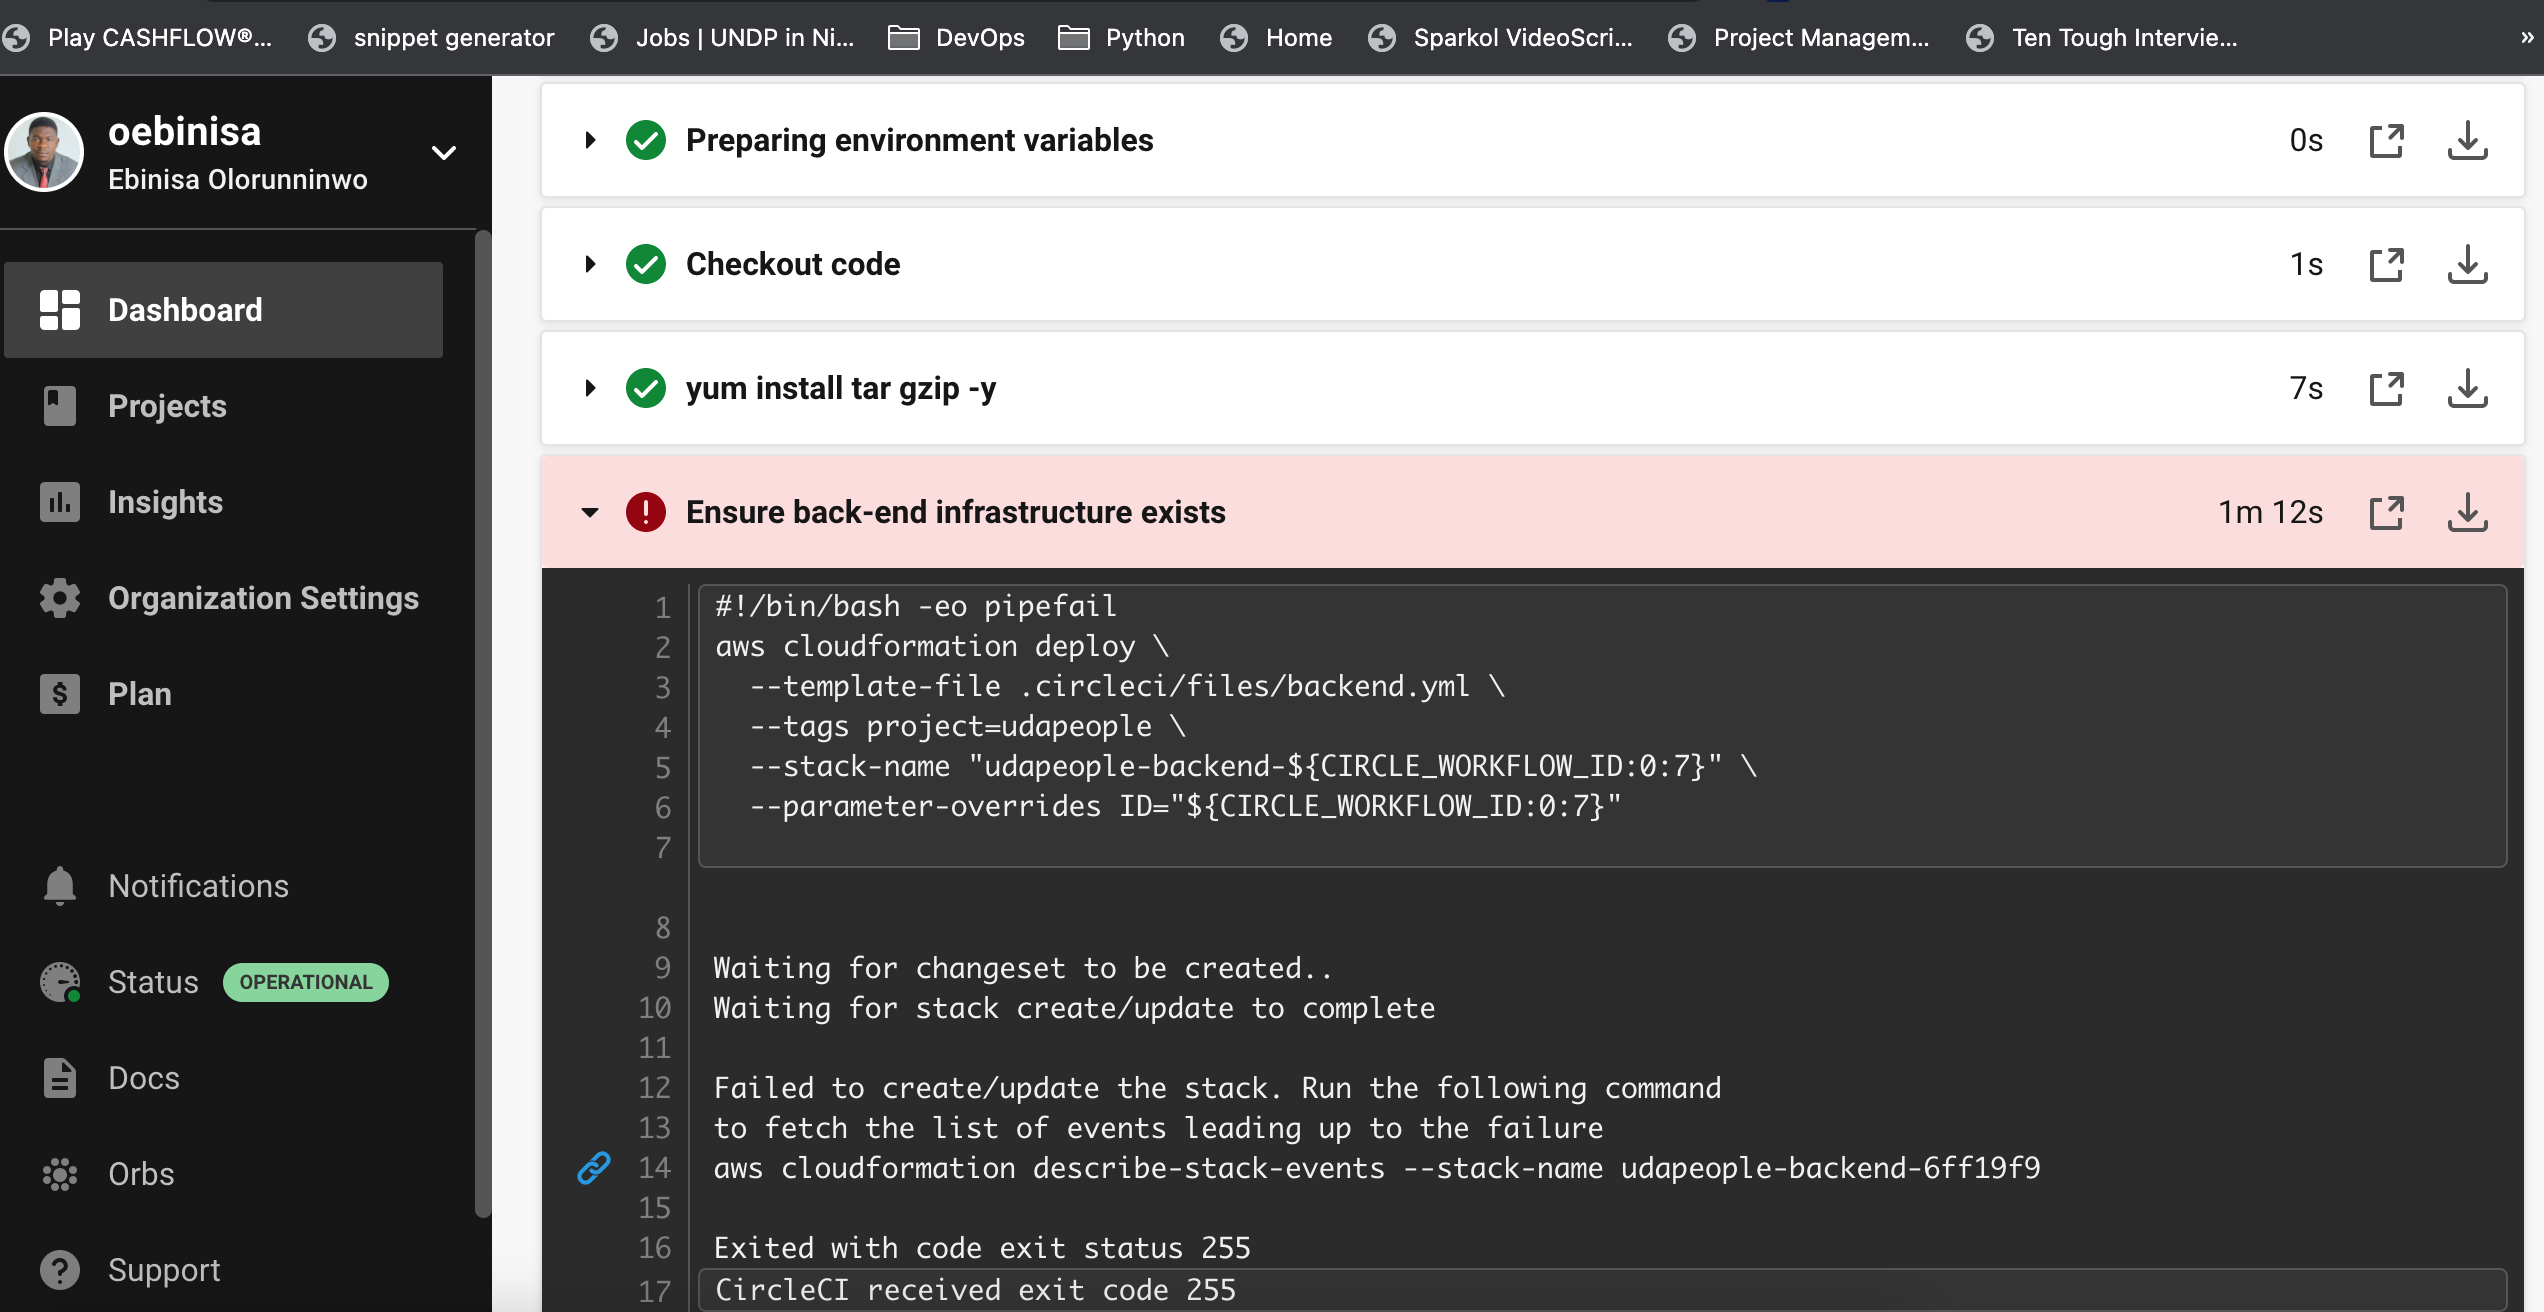 Play CASHFLOW®...
snippet generator
Jobs | UNDP in Ni...
DevOps
Python
Home
Sparkol VideoScri...
Project Managem...
Ten Tough Intervie...
»
oebinisa
Ebinisa Olorunninwo
Dashboard
Projects
Insights
Organization Settings
Plan
Notifications
Status OPERATIONAL
Docs
Orbs
Support
Preparing environment variables 0s
Checkout code 1s
yum install tar gzip -y 7s
Ensure back-end infrastructure exists 1m 12s
1 #!/bin/bash -eo pipefail
2 aws cloudformation deploy \
3 --template-file .circleci/files/backend.yml \
4 --tags project=udapeople \
5 --stack-name "udapeople-backend-${CIRCLE_WORKFLOW_ID:0:7}" \
6 --parameter-overrides ID="${CIRCLE_WORKFLOW_ID:0:7}"
7
8
9 Waiting for changeset to be created..
10 Waiting for stack create/update to complete
11
12 Failed to create/update the stack. Run the following command
13 to fetch the list of events leading up to the failure
14 aws cloudformation describe-stack-events --stack-name udapeople-backend-6ff19f9
15
16 Exited with code exit status 255
17 CircleCI received exit code 255